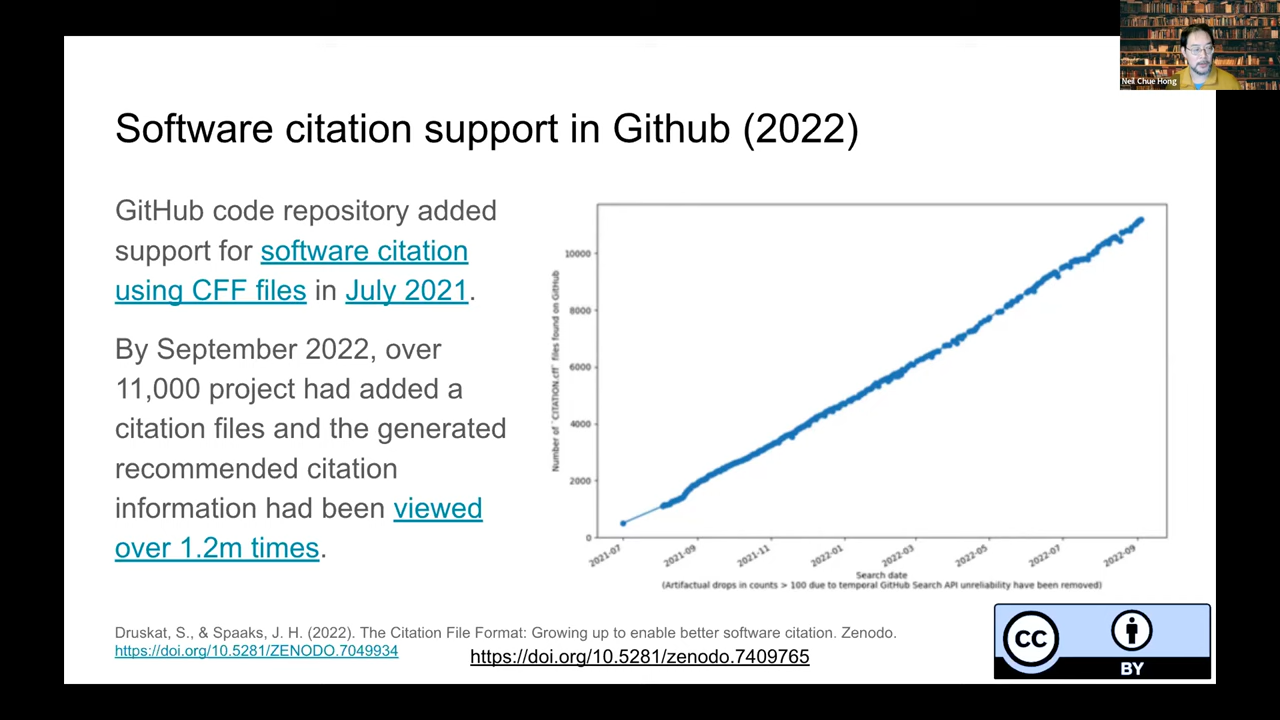 Neil Chue Hong
Software citation support in Github (2022)
GitHub code repository added
support for software citation
using CFF files in July 2021.
By September 2022, over
11,000 project had added a
citation files and the generated
recommended citation
information had been viewed
over 1.2m times.
Number of `CITATION.cff` files found on GitHub
10000
8000
6000
4000
2000
0
2021-07
2021-09
2021-11
2022-01
2022-03
2022-05
2022-07
2022-09
Search date
(Artifactual drops in counts > 100 due to temporal GitHub Search API unreliability have been removed)
Druskat, S., & Spaaks, J. H. (2022). The Citation File Format: Growing up to enable better software citation. Zenodo.
https://doi.org/10.5281/ZENODO.7049934
https://doi.org/10.5281/zenodo.7409765
CC
BY